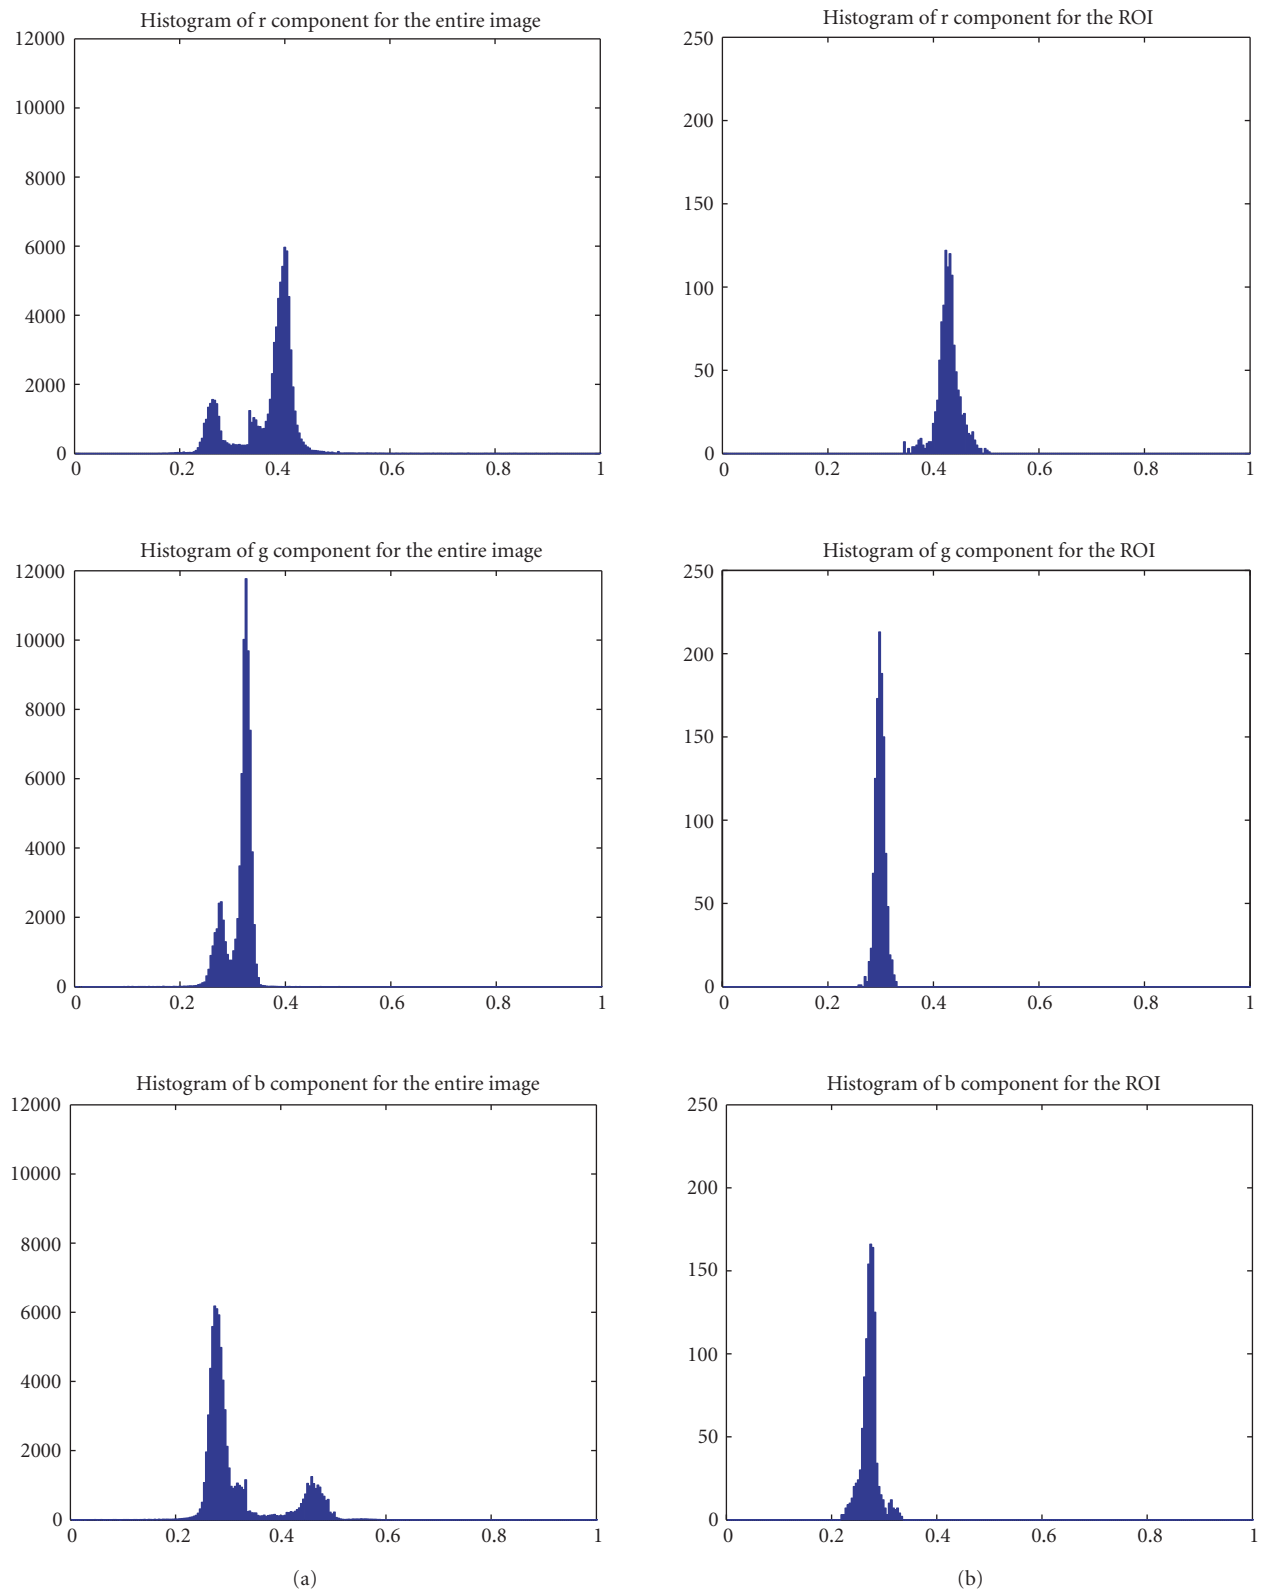 Histogram of r component for the entire image
12000
10000
8000
6000
4000
2000
0
0 0.2 0.4 0.6 0.8 1
Histogram of r component for the ROI
250
200
150
100
50
0
0 0.2 0.4 0.6 0.8 1
Histogram of g component for the entire image
12000
10000
8000
6000
4000
2000
0
0 0.2 0.4 0.6 0.8 1
Histogram of g component for the ROI
250
200
150
100
50
0
0 0.2 0.4 0.6 0.8 1
Histogram of b component for the entire image
12000
10000
8000
6000
4000
2000
0
0 0.2 0.4 0.6 0.8 1
(a)
Histogram of b component for the ROI
250
200
150
100
50
0
0 0.2 0.4 0.6 0.8 1
(b)